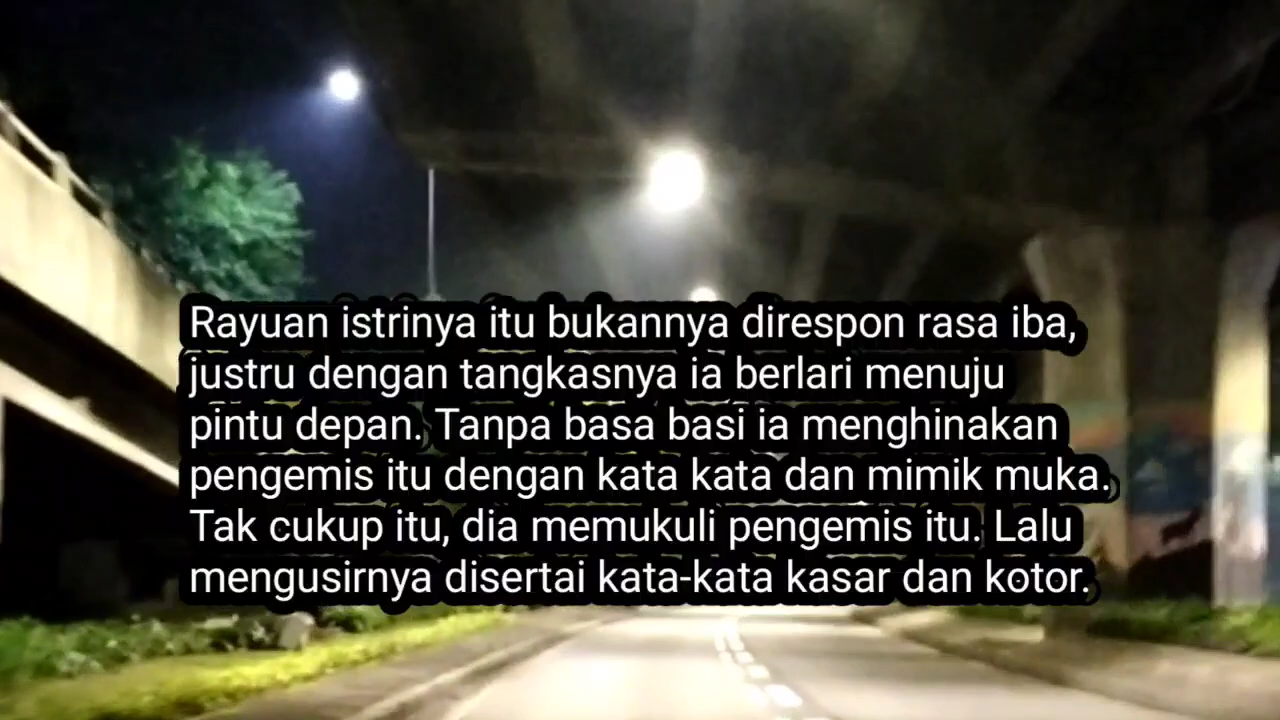 Rayuan istrinya itu bukannya direspon rasa iba,
justru dengan tangkasnya ia berlari menuju
pintu depan. Tanpa basa basi ia menghinakan
pengemis itu dengan kata kata dan mimik muka.
Tak cukup itu, dia memukuli pengemis itu. Lalu
mengusirnya disertai kata-kata kasar dan kotor.